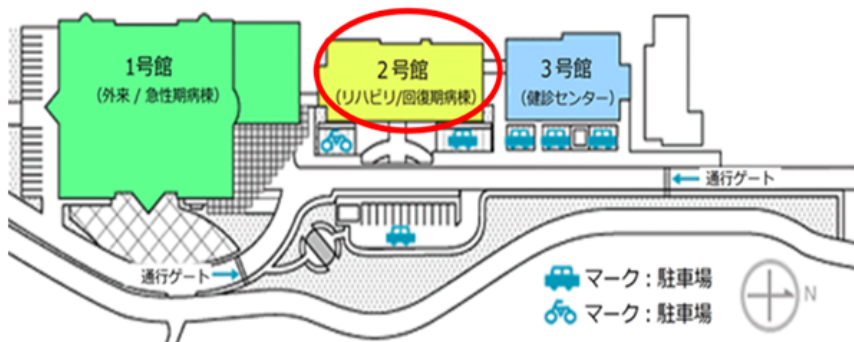 1号館
(外来 / 急性期病棟)
2号館
(リハビリ/回復期病棟)
3号館
(健診センター)
通行ゲート
通行ゲート
マーク : 駐車場
マーク : 駐車場
N